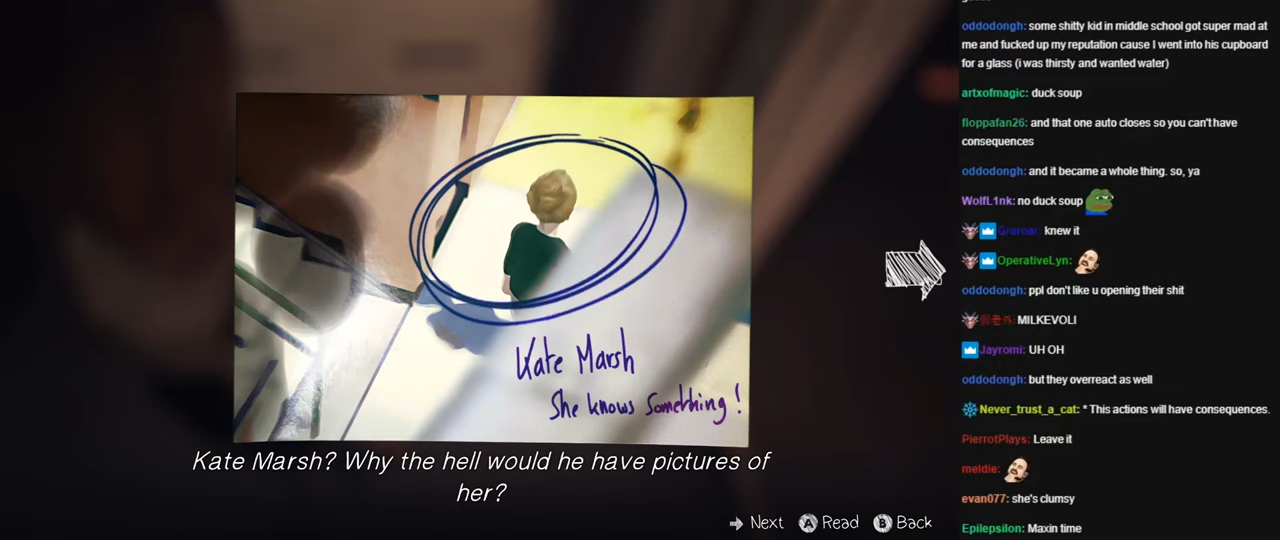 Kate Marsh
She knows something!
Kate Marsh? Why the hell would he have pictures of
her?
Next A Read B Back
oddodongh: some shitty kid in middle school got super mad at
me and fucked up my reputation cause I went into his cupboard
for a glass (i was thirsty and wanted water)
artxofmagic: duck soup
floppafan26: and that one auto closes so you can't have
consequences
oddodongh: and it became a whole thing. so, ya
WolfL1nk: no duck soup
Graroar: knew it
OperativeLyn:
oddodongh: ppl don't like u opening their shit
MILKEVOLI
Jayromi: UH OH
oddodongh: but they overreact as well
Never_trust_a_cat: * This actions will have consequences.
PierrotPlays: Leave it
meldie:
evan077: she's clumsy
Epilepsilon: Maxin time